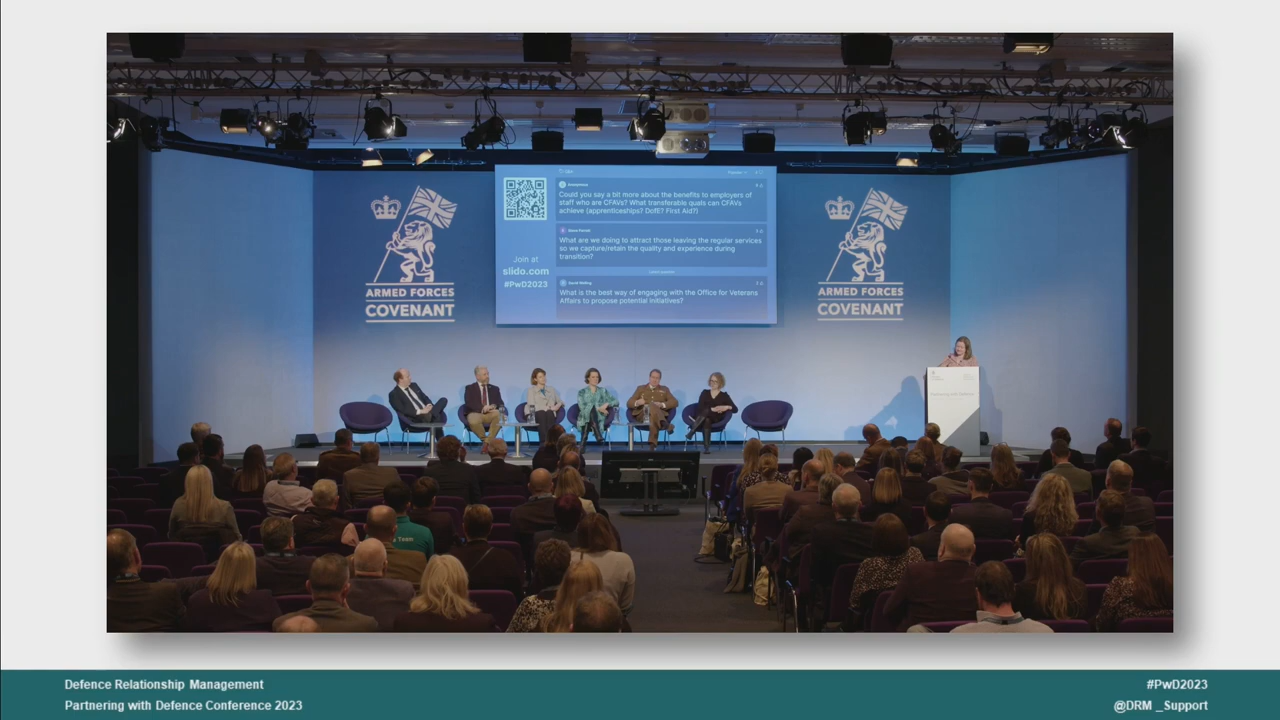 Could you say a bit more about the benefits to employers of
staff who are CFAVs? What transferable quals can CFAVs
achieve (apprenticeships? DofE? First Aid?)
What are we doing to attract those leaving the regular services
so we capture/retain the quality and experience during
transition?
What is the best way of engaging with the Office for Veterans
Affairs to propose potential initiatives?
Join at
slido.com
#PwD2023
ARMED FORCES
COVENANT
ARMED FORCES
COVENANT
Partnering with Defence
Team
Defence Relationship Management
Partnering with Defence Conference 2023
#PwD2023
@DRM _Support